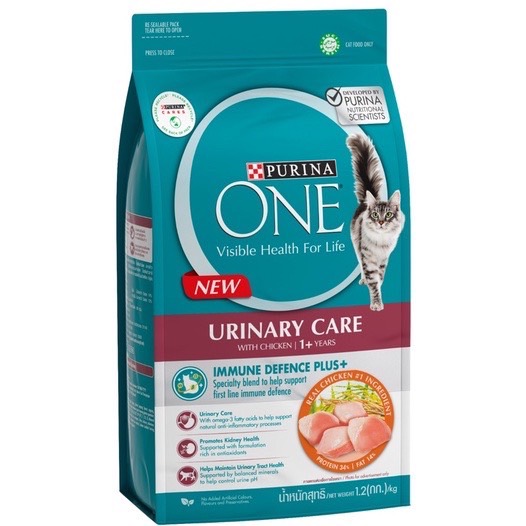 RE-SEALABLE PACK
TEAR HERE TO OPEN
PRESS TO CLOSE
CAT FOOD ONLY
PURINA
CARES
DEVELOPED BY
PURINA
NUTRITIONAL
SCIENTISTS
PURINA
ONE
Visible Health For Life
NEW
URINARY CARE
WITH CHICKEN | 1+ YEARS
IMMUNE DEFENCE PLUS+
Specialty blend to help support
first line immune defence
REAL CHICKEN #1 INGREDIENT
PROTEIN 34% | FAT 14%
Urinary Care
With omega-3 fatty acids to help support
natural anti-inflammatory processes
Promotes Kidney Health
Supported with formulation
rich in antioxidants
Helps Maintain Urinary Tract Health
Supported by balanced minerals
to help control urine pH
No Added Artificial Colours,
Flavours and Preservatives
น้ำหนักสุทธิ/NET WEIGHT 1.2(กก.)/kg